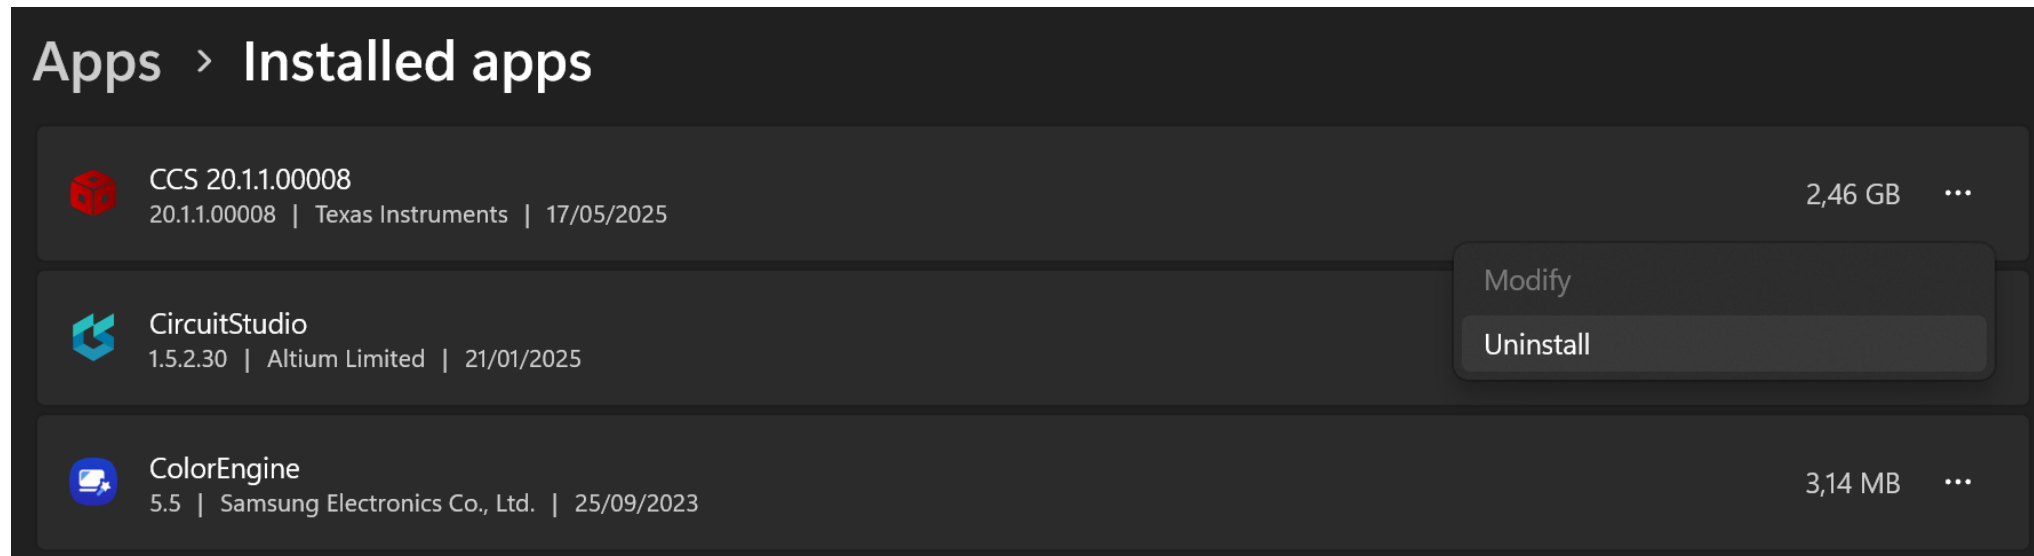 Apps > Installed apps
CCS 20.1.1.00008
20.1.1.00008 | Texas Instruments | 17/05/2025
2,46 GB
Modify
Uninstall
CircuitStudio
1.5.2.30 | Altium Limited | 21/01/2025
ColorEngine
5.5 | Samsung Electronics Co., Ltd. | 25/09/2023
3,14 MB